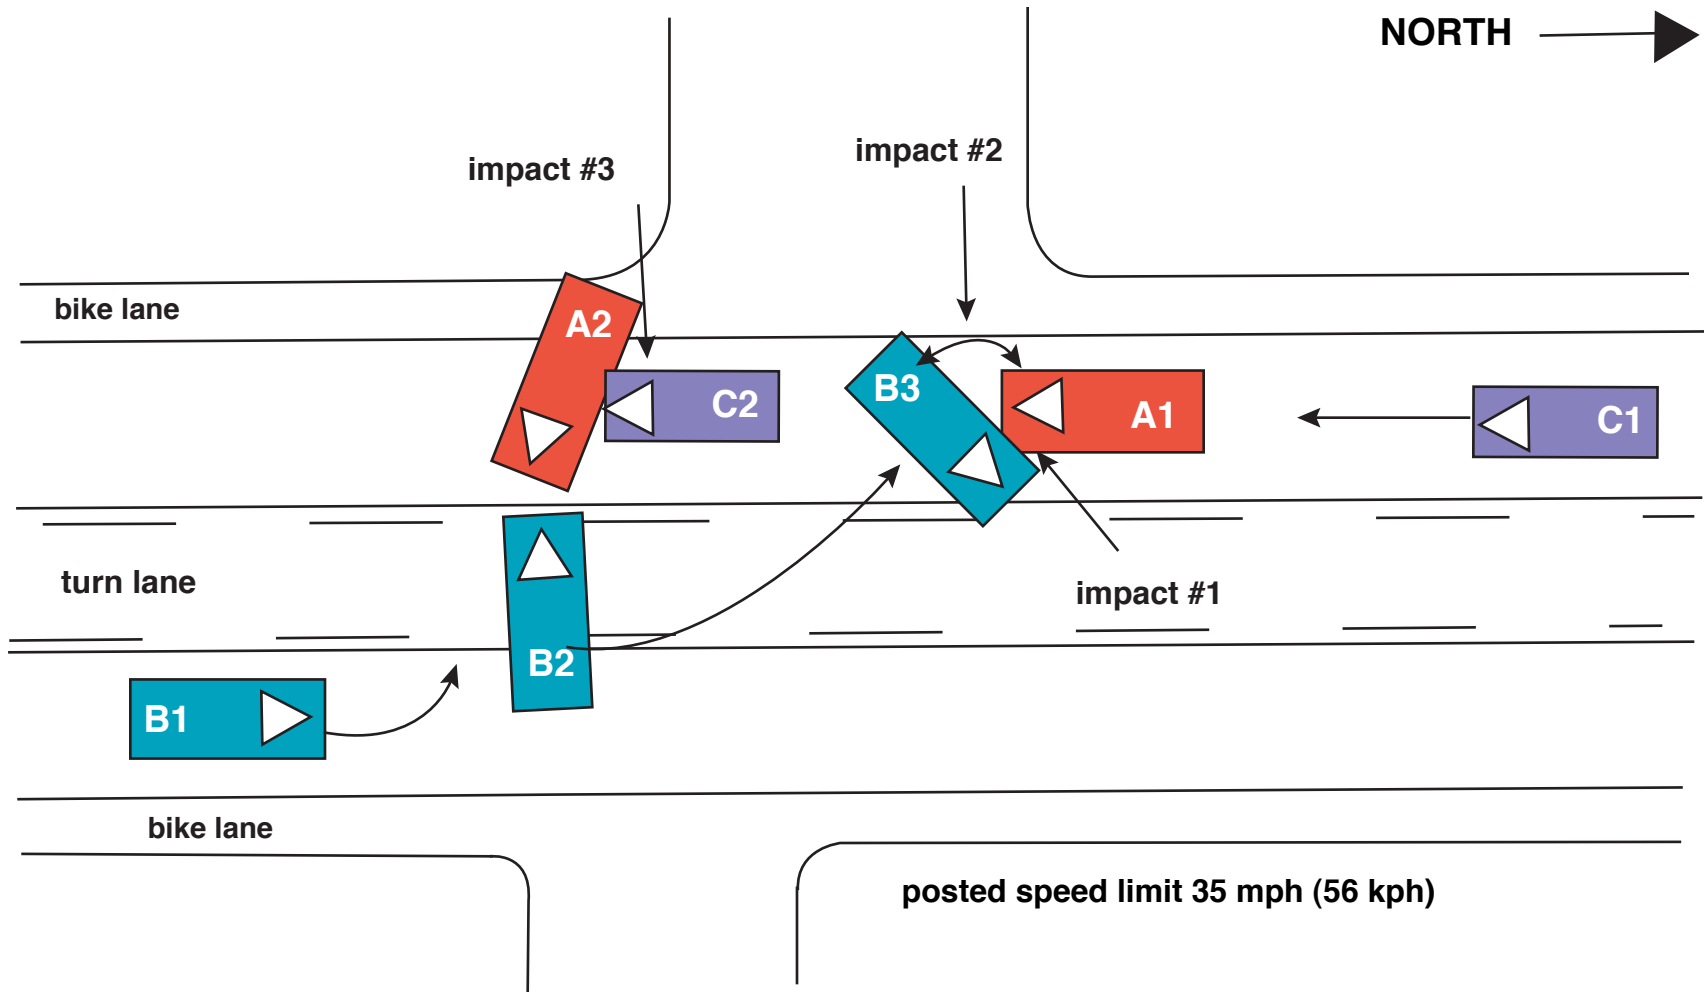 NORTH
impact #2
impact #3
bike lane
A2
B3
C2
A1
C1
turn lane
impact #1
B2
B1
bike lane
posted speed limit 35 mph (56 kph)